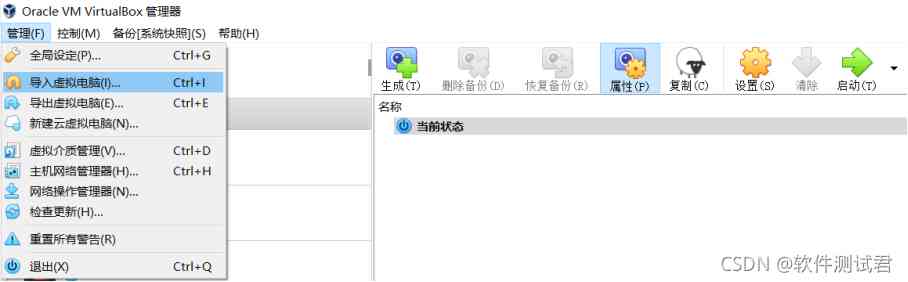 Oracle VM VirtualBox 管理器
管理(F) 控制(M) 备份[系统快照](S) 帮助(H)
全局设定(P)... Ctrl+G
导入虚拟电脑(I)... Ctrl+I
导出虚拟电脑(E)... Ctrl+E
新建云虚拟电脑(N)...
虚拟介质管理(V)... Ctrl+D
主机网络管理器(H)... Ctrl+H
网络操作管理器(N)...
检查更新(H)...
重置所有警告(R)
退出(X) Ctrl+Q
生成(T) 删除备份(D) 恢复备份(R) 属性(P) 复制(C) 设置(S) 清除 启动(T)
名称
当前状态
CSDN @软件测试君